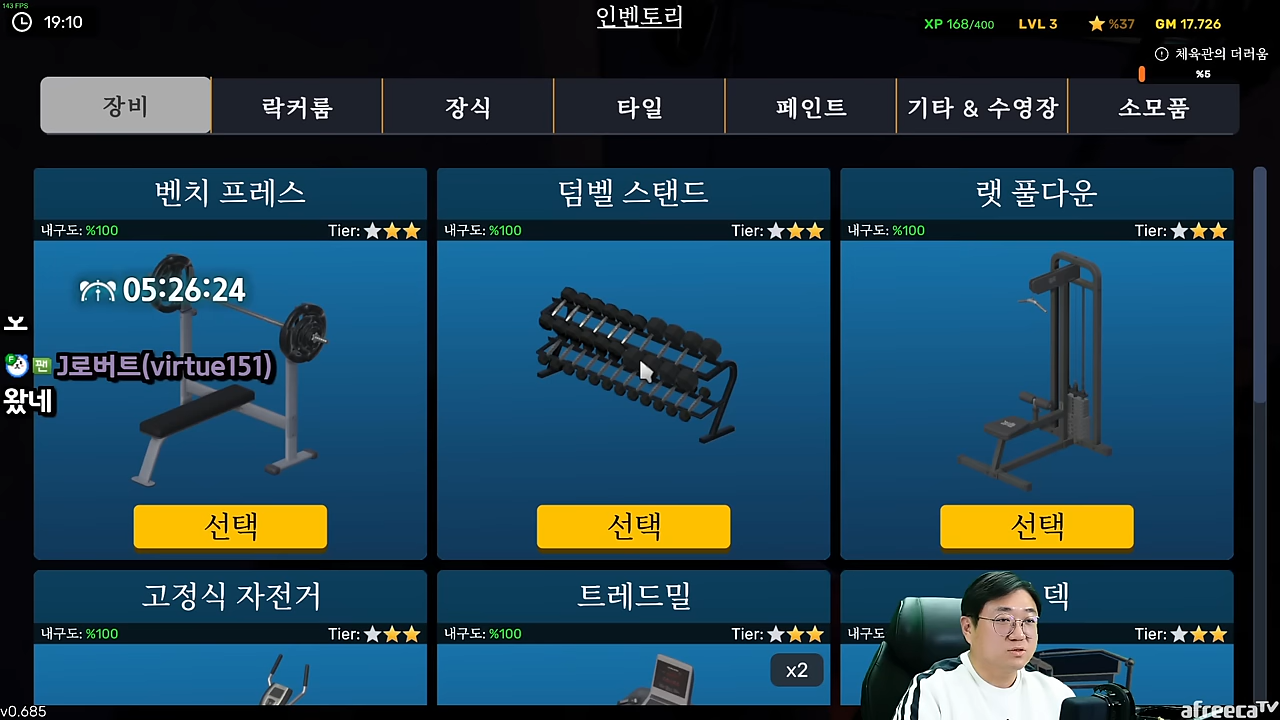 143 FPS
19:10
인벤토리
XP 168/400
LVL 3
%37
GM 17.726
체육관의 더러움
%5
장비
락커룸
장식
타일
페인트
기타 & 수영장
소모품
벤치 프레스
덤벨 스탠드
랫 풀다운
내구도: %100
Tier:
내구도: %100
Tier:
내구도: %100
Tier:
05:26:24
ㅗ
팬 J로버트(virtue151)
왔네
선택
선택
선택
고정식 자전거
트레드밀
덱
내구도: %100
Tier:
내구도: %100
Tier:
내구도
Tier:
x2
v0.685
afreecaTV